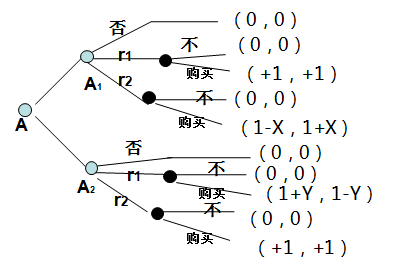 否 (0,0)
r1 不 (0,0)
购买 (+1,+1)
A1 r2 不 (0,0)
购买 (1-X,1+X)
A
否 (0,0)
r1 不 (0,0)
A2 购买 (1+Y,1-Y)
r2 不 (0,0)
购买 (+1,+1)